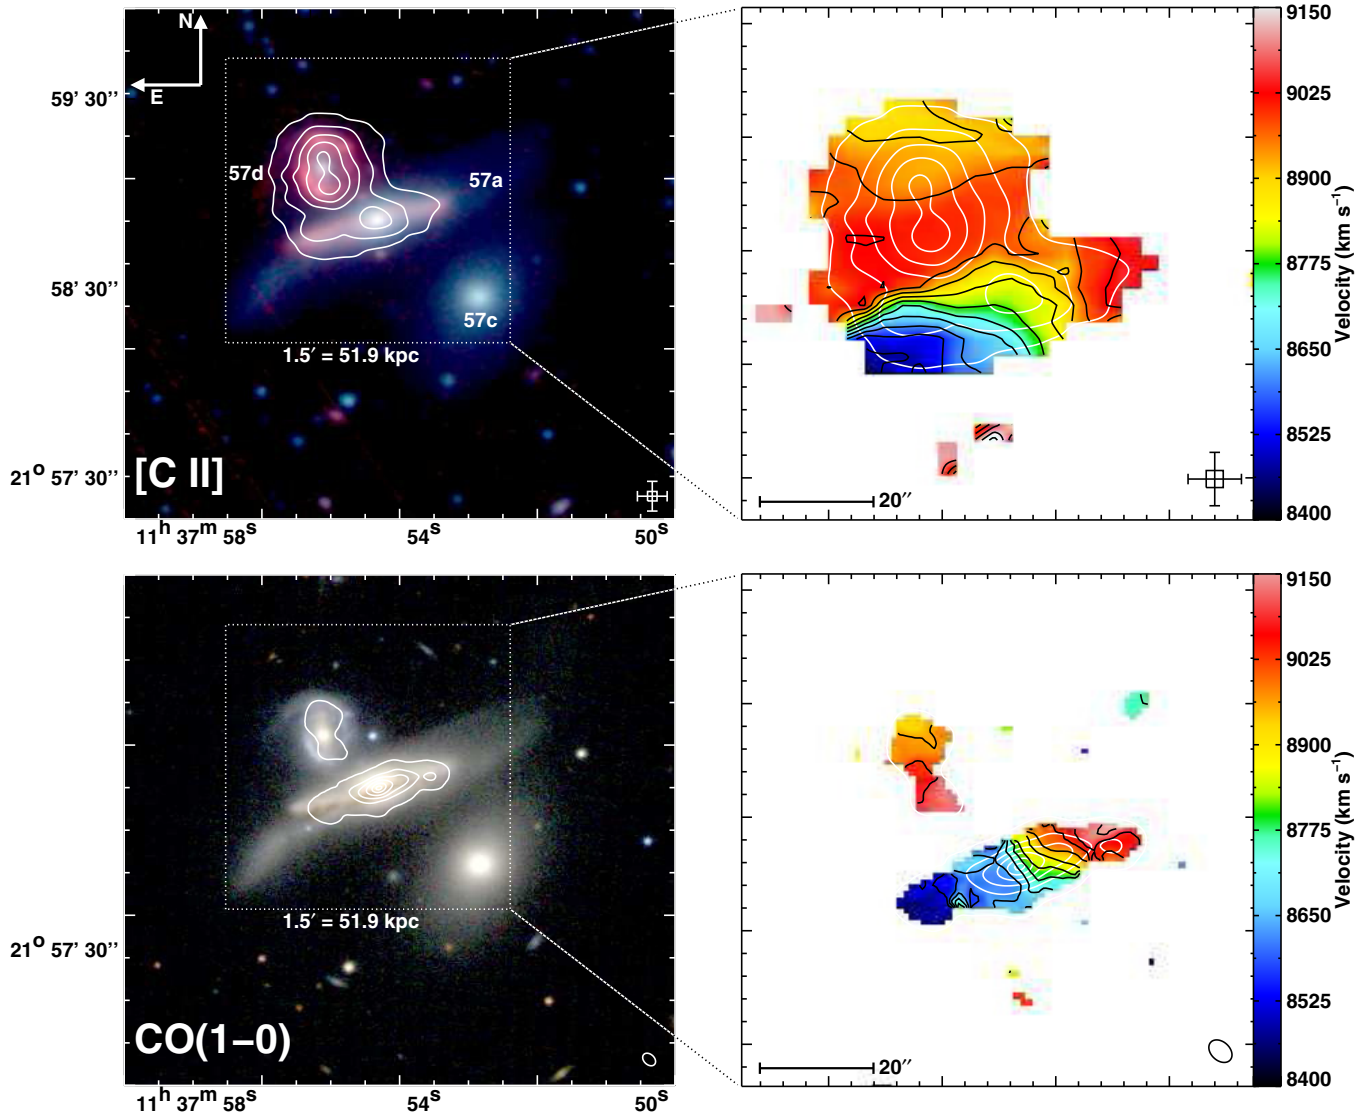 N
E
59' 30''
57d
57a
58' 30''
57c
1.5' = 51.9 kpc
[C II]
21° 57' 30''
11h 37m 58s
54s
50s
20''
9150
9025
8900
8775
8650
8525
8400
Velocity (km s−1)
1.5' = 51.9 kpc
21° 57' 30''
CO(1−0)
11h 37m 58s
54s
50s
20''
9150
9025
8900
8775
8650
8525
8400
Velocity (km s−1)